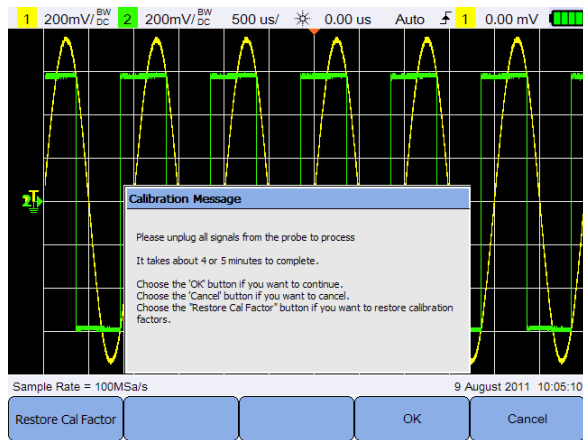 1 200mV/ BW DC 2 200mV/ BW DC 500 us/ 0.00 us Auto 1 0.00 mV
2 T
Calibration Message
Please unplug all signals from the probe to process
It takes about 4 or 5 minutes to complete.
Choose the 'OK' button if you want to continue.
Choose the 'Cancel' button if you want to cancel.
Choose the "Restore Cal Factor" button if you want to restore calibration
factors.
Sample Rate = 100MSa/s 9 August 2011 10:05:10
Restore Cal Factor OK Cancel